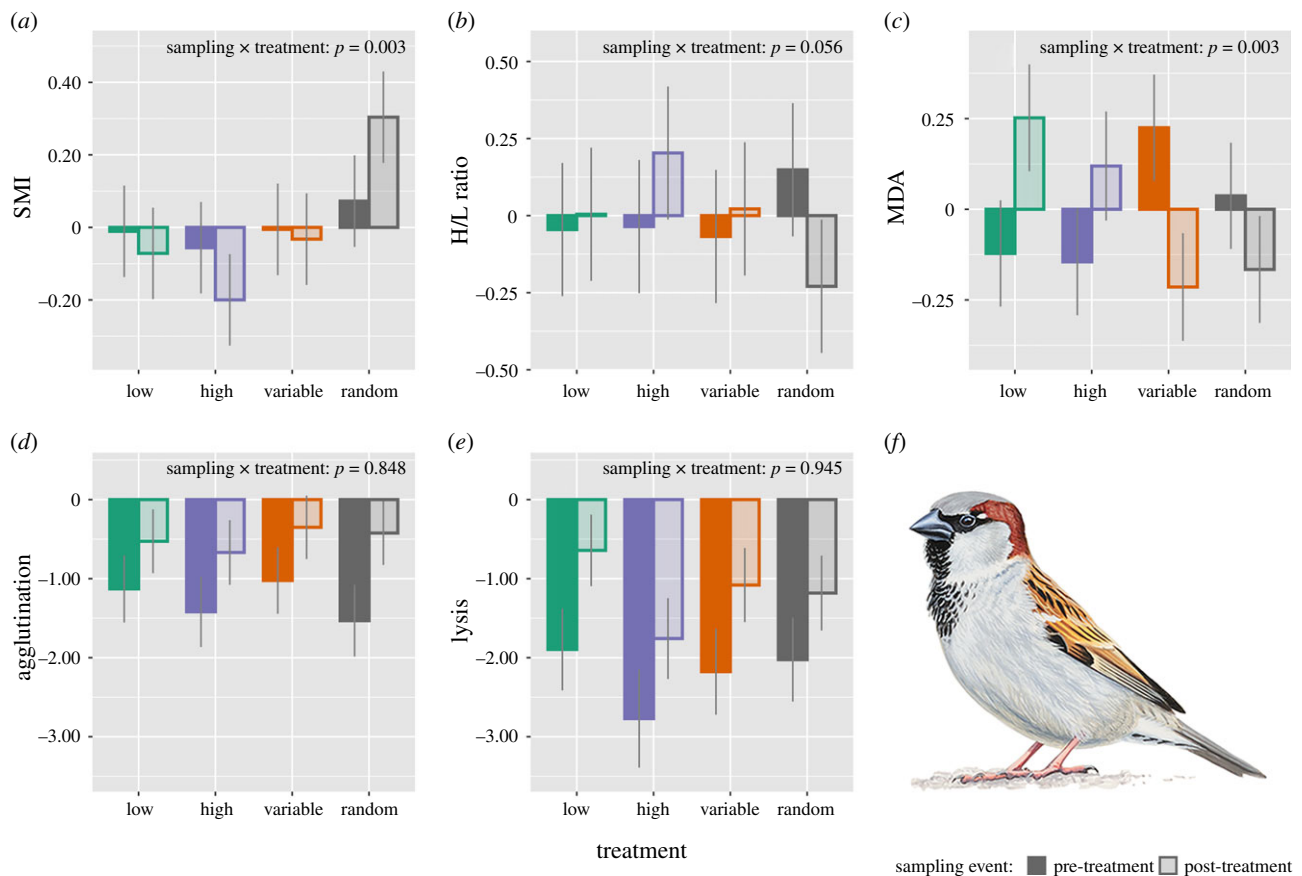 (a)
sampling × treatment: p = 0.003
SMI
0.40
0.20
0
−0.20
low high variable random
(b)
sampling × treatment: p = 0.056
H/L ratio
0.50
0.25
0
−0.25
−0.50
low high variable random
(c)
sampling × treatment: p = 0.003
MDA
0.25
0
−0.25
low high variable random
(d)
sampling × treatment: p = 0.848
agglutination
0
−1.00
−2.00
−3.00
low high variable random
(e)
sampling × treatment: p = 0.945
lysis
0
−1.00
−2.00
−3.00
low high variable random
(f)
treatment
sampling event: pre-treatment post-treatment